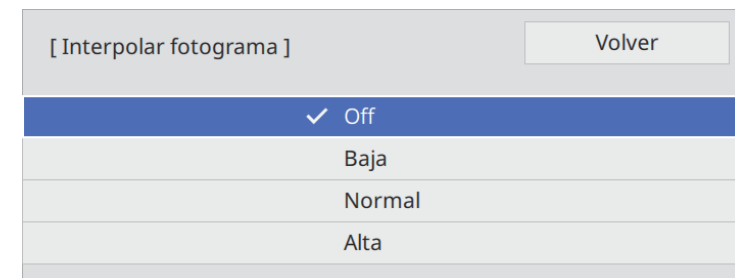 [ Interpolar fotograma ]
Volver
Off
Baja
Normal
Alta